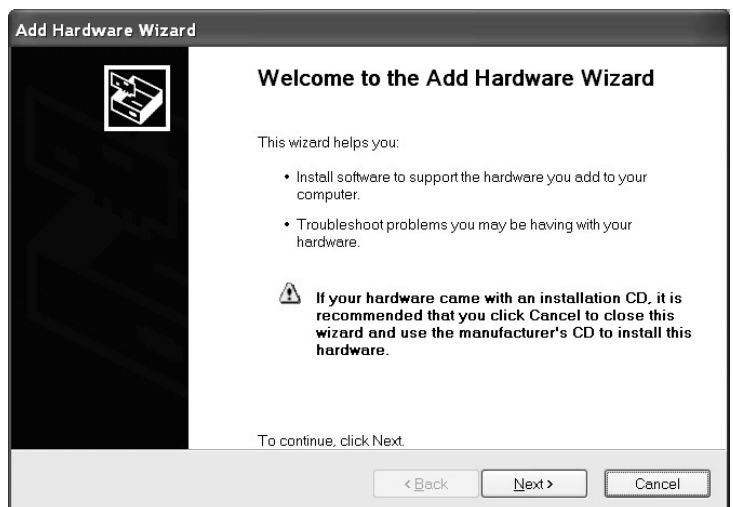 Add Hardware Wizard
Welcome to the Add Hardware Wizard
This wizard helps you:
• Install software to support the hardware you add to your
computer.
• Troubleshoot problems you may be having with your
hardware.
If your hardware came with an installation CD, it is
recommended that you click Cancel to close this
wizard and use the manufacturer's CD to install this
hardware.
To continue, click Next.
< Back Next > Cancel